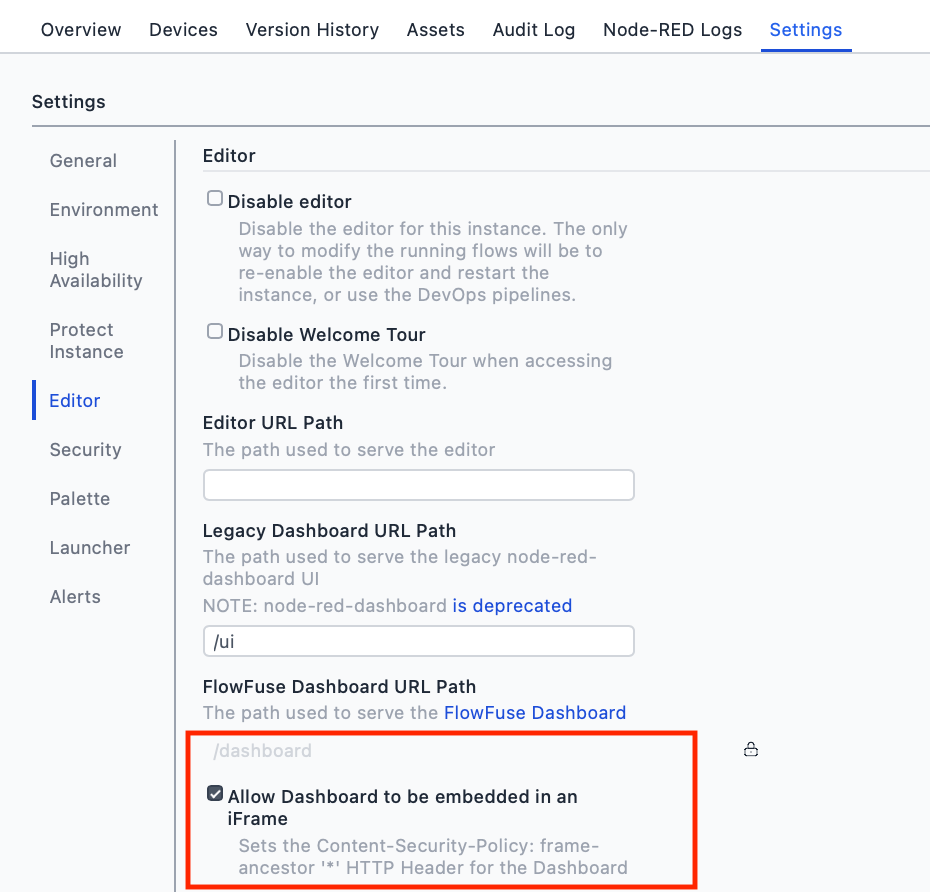 Overview Devices Version History Assets Audit Log Node-RED Logs Settings
Settings
General
Environment
High
Availability
Protect
Instance
Editor
Security
Palette
Launcher
Alerts
Editor
Disable editor
Disable the editor for this instance. The only
way to modify the running flows will be to
re-enable the editor and restart the
instance, or use the DevOps pipelines.
Disable Welcome Tour
Disable the Welcome Tour when accessing
the editor the first time.
Editor URL Path
The path used to serve the editor
Legacy Dashboard URL Path
The path used to serve the legacy node-red-
dashboard UI
NOTE: node-red-dashboard is deprecated
/ui
FlowFuse Dashboard URL Path
The path used to serve the FlowFuse Dashboard
/dashboard
Allow Dashboard to be embedded in an
iFrame
Sets the Content-Security-Policy: frame-
ancestor '*' HTTP Header for the Dashboard